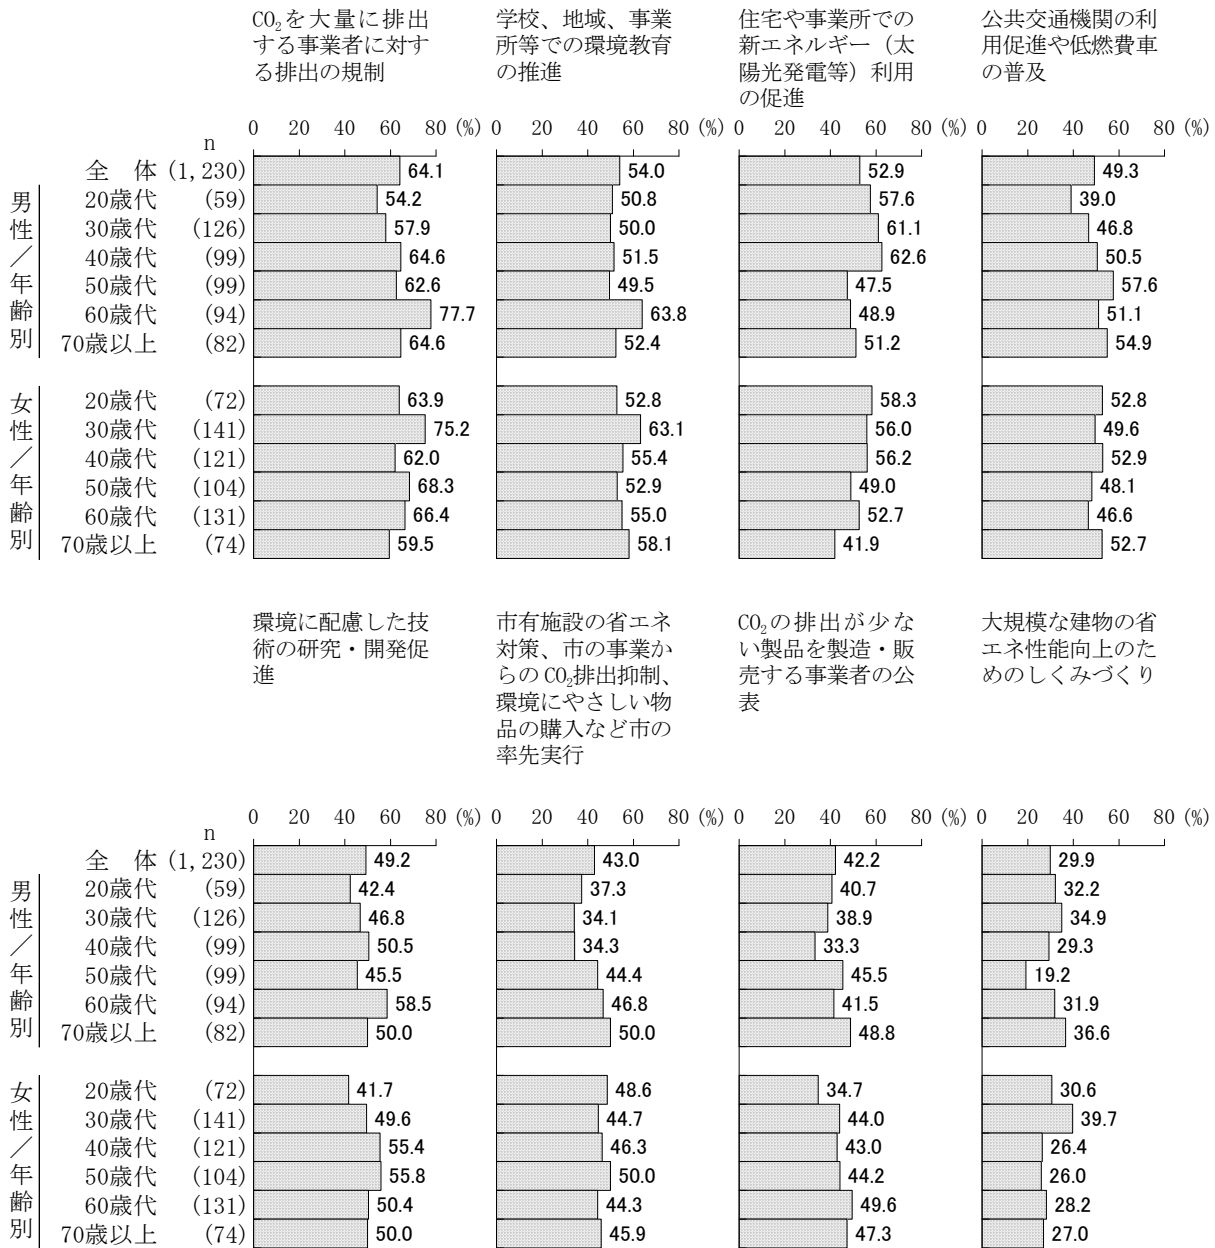 CO₂を大量に排出
する事業者に対す
る排出の規制
学校、地域、事業
所等での環境教育
の推進
住宅や事業所での
新エネルギー（太
陽光発電等）利用
の促進
公共交通機関の利
用促進や低燃費車
の普及
0 20 40 60 80 (%) 0 20 40 60 80 (%) 0 20 40 60 80 (%) 0 20 40 60 80 (%)
n
全 体 (1,230) 64.1 54.0 52.9 49.3
男性／年齢別
20歳代 (59) 54.2 50.8 57.6 39.0
30歳代 (126) 57.9 50.0 61.1 46.8
40歳代 (99) 64.6 51.5 62.6 50.5
50歳代 (99) 62.6 49.5 47.5 57.6
60歳代 (94) 77.7 63.8 48.9 51.1
70歳以上 (82) 64.6 52.4 51.2 54.9
女性／年齢別
20歳代 (72) 63.9 52.8 58.3 52.8
30歳代 (141) 75.2 63.1 56.0 49.6
40歳代 (121) 62.0 55.4 56.2 52.9
50歳代 (104) 68.3 52.9 49.0 48.1
60歳代 (131) 66.4 55.0 52.7 46.6
70歳以上 (74) 59.5 58.1 41.9 52.7
環境に配慮した技
術の研究・開発促
進
市有施設の省エネ
対策、市の事業か
らのCO₂排出抑制、
環境にやさしい物
品の購入など市の
率先実行
CO₂の排出が少な
い製品を製造・販
売する事業者の公
表
大規模な建物の省
エネ性能向上のた
めのしくみづくり
0 20 40 60 80 (%) 0 20 40 60 80 (%) 0 20 40 60 80 (%) 0 20 40 60 80 (%)
n
全 体 (1,230) 49.2 43.0 42.2 29.9
男性／年齢別
20歳代 (59) 42.4 37.3 40.7 32.2
30歳代 (126) 46.8 34.1 38.9 34.9
40歳代 (99) 50.5 34.3 33.3 29.3
50歳代 (99) 45.5 44.4 45.5 19.2
60歳代 (94) 58.5 46.8 41.5 31.9
70歳以上 (82) 50.0 50.0 48.8 36.6
女性／年齢別
20歳代 (72) 41.7 48.6 34.7 30.6
30歳代 (141) 49.6 44.7 44.0 39.7
40歳代 (121) 55.4 46.3 43.0 26.4
50歳代 (104) 55.8 50.0 44.2 26.0
60歳代 (131) 50.4 44.3 49.6 28.2
70歳以上 (74) 50.0 45.9 47.3 27.0